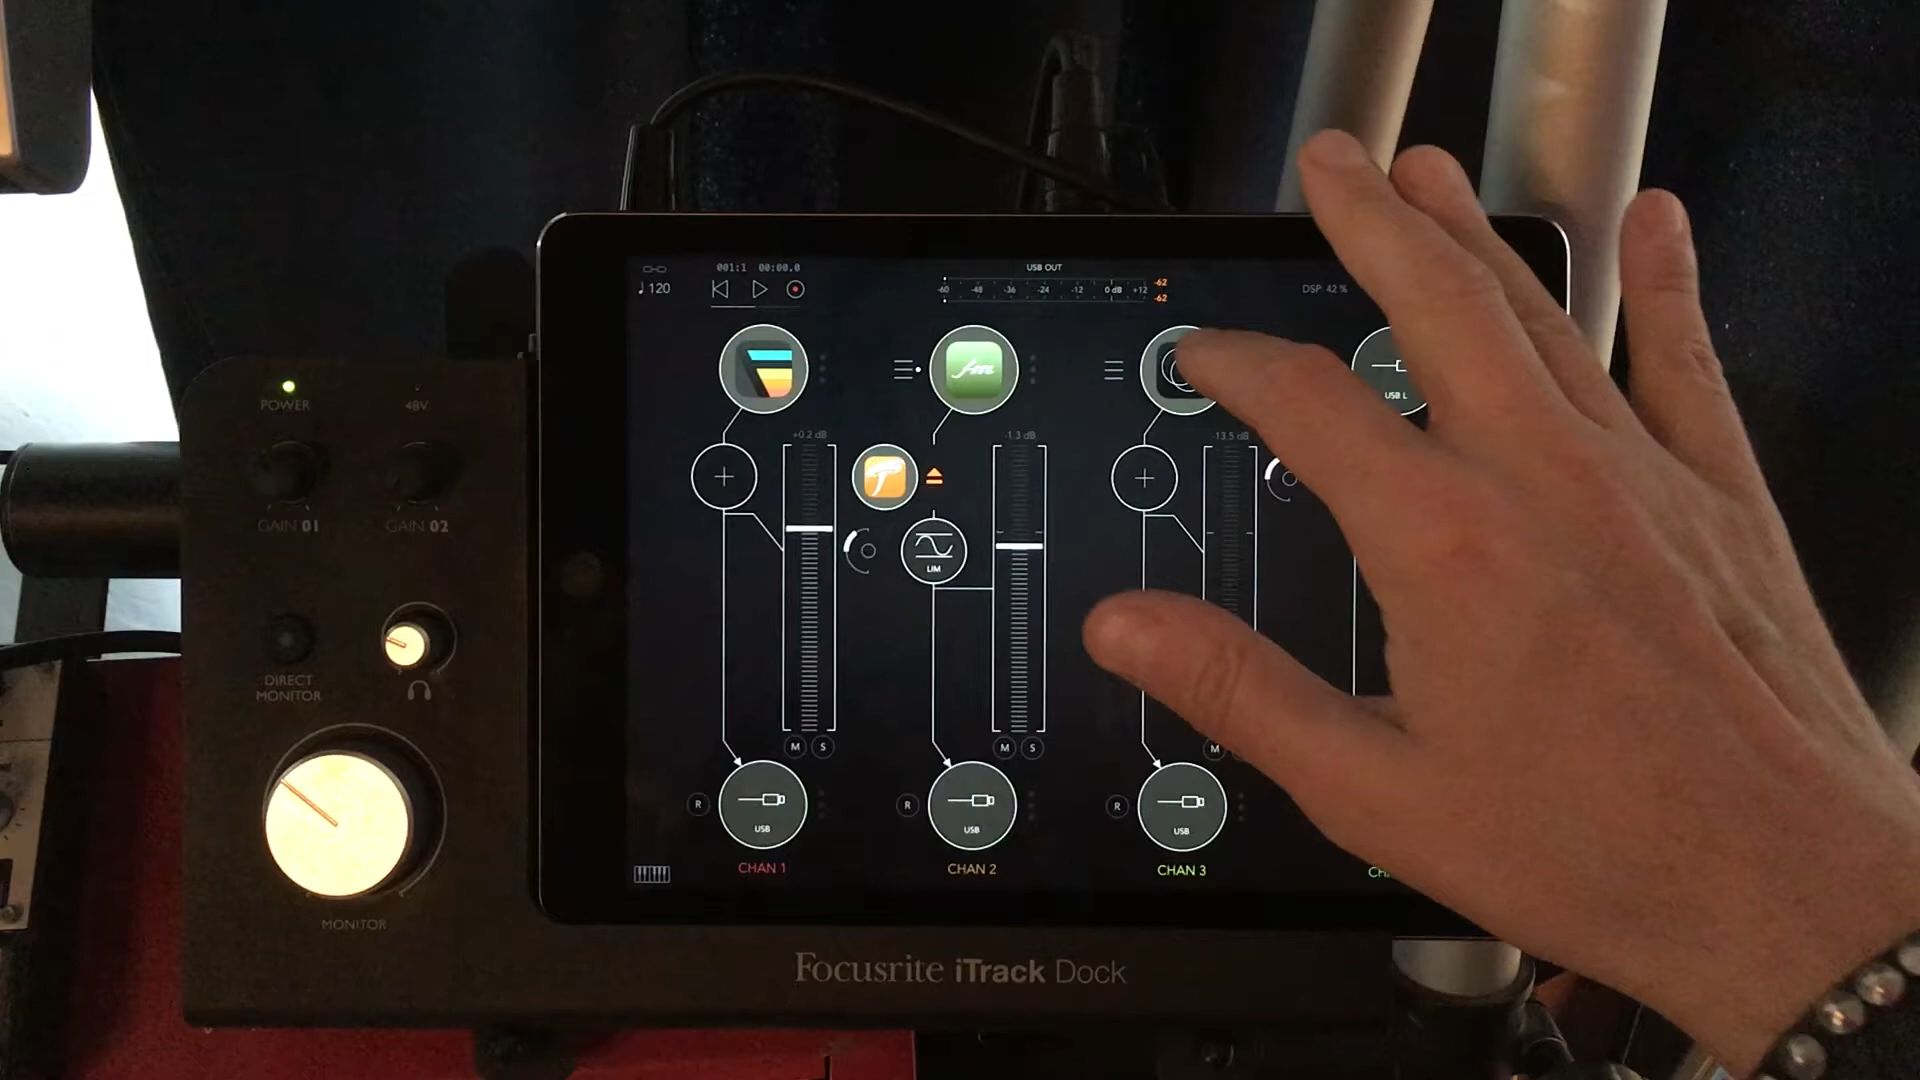 001:1 00:00.0
USB OUT
♩120
-60 -48 -36 -24 -12 0 dB +12
-62
-62
DSP: 42 %
fm
USB L
POWER
48V
+0.2 dB
-1.3 dB
-13.5 dB
GAIN 01
GAIN 02
LIM
DIRECT
MONITOR
M S
M S
M
R
R
R
USB
USB
USB
CHAN 1
CHAN 2
CHAN 3
MONITOR
Focusrite iTrack Dock